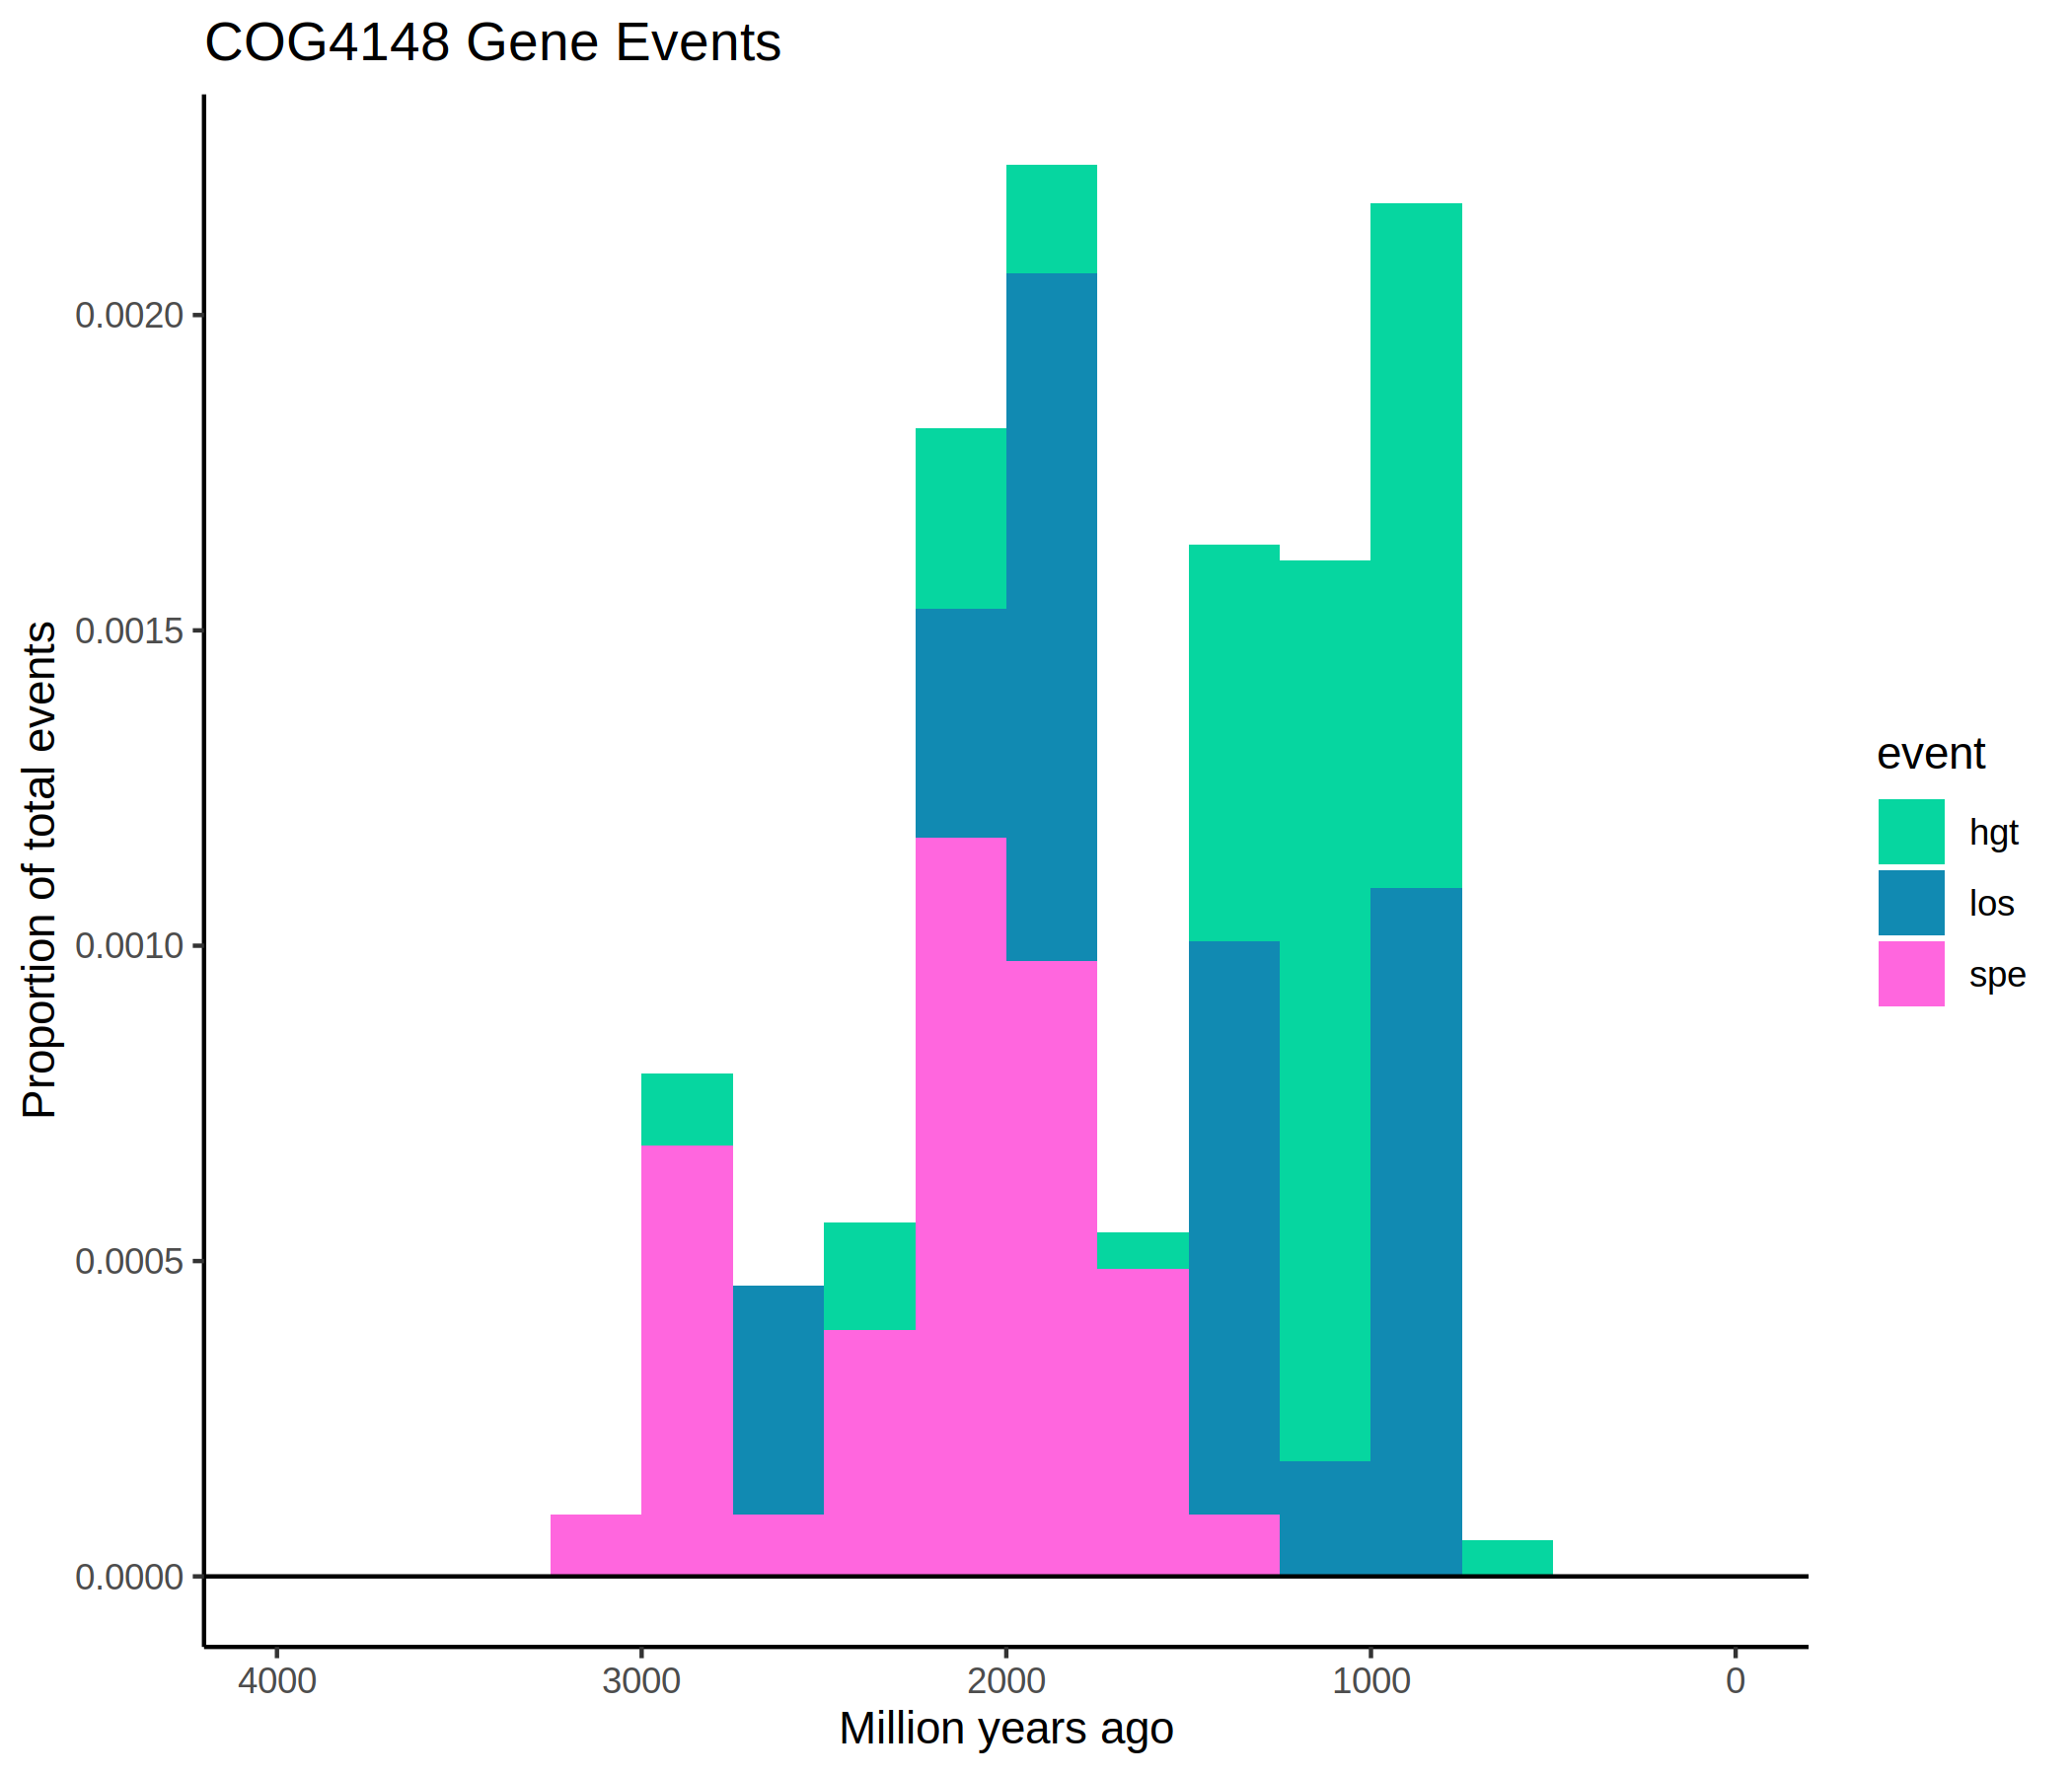 COG4148 Gene Events
Proportion of total events
0.0020
0.0015
0.0010
0.0005
0.0000
4000 3000 2000 1000 0
Million years ago
event
hgt
los
spe